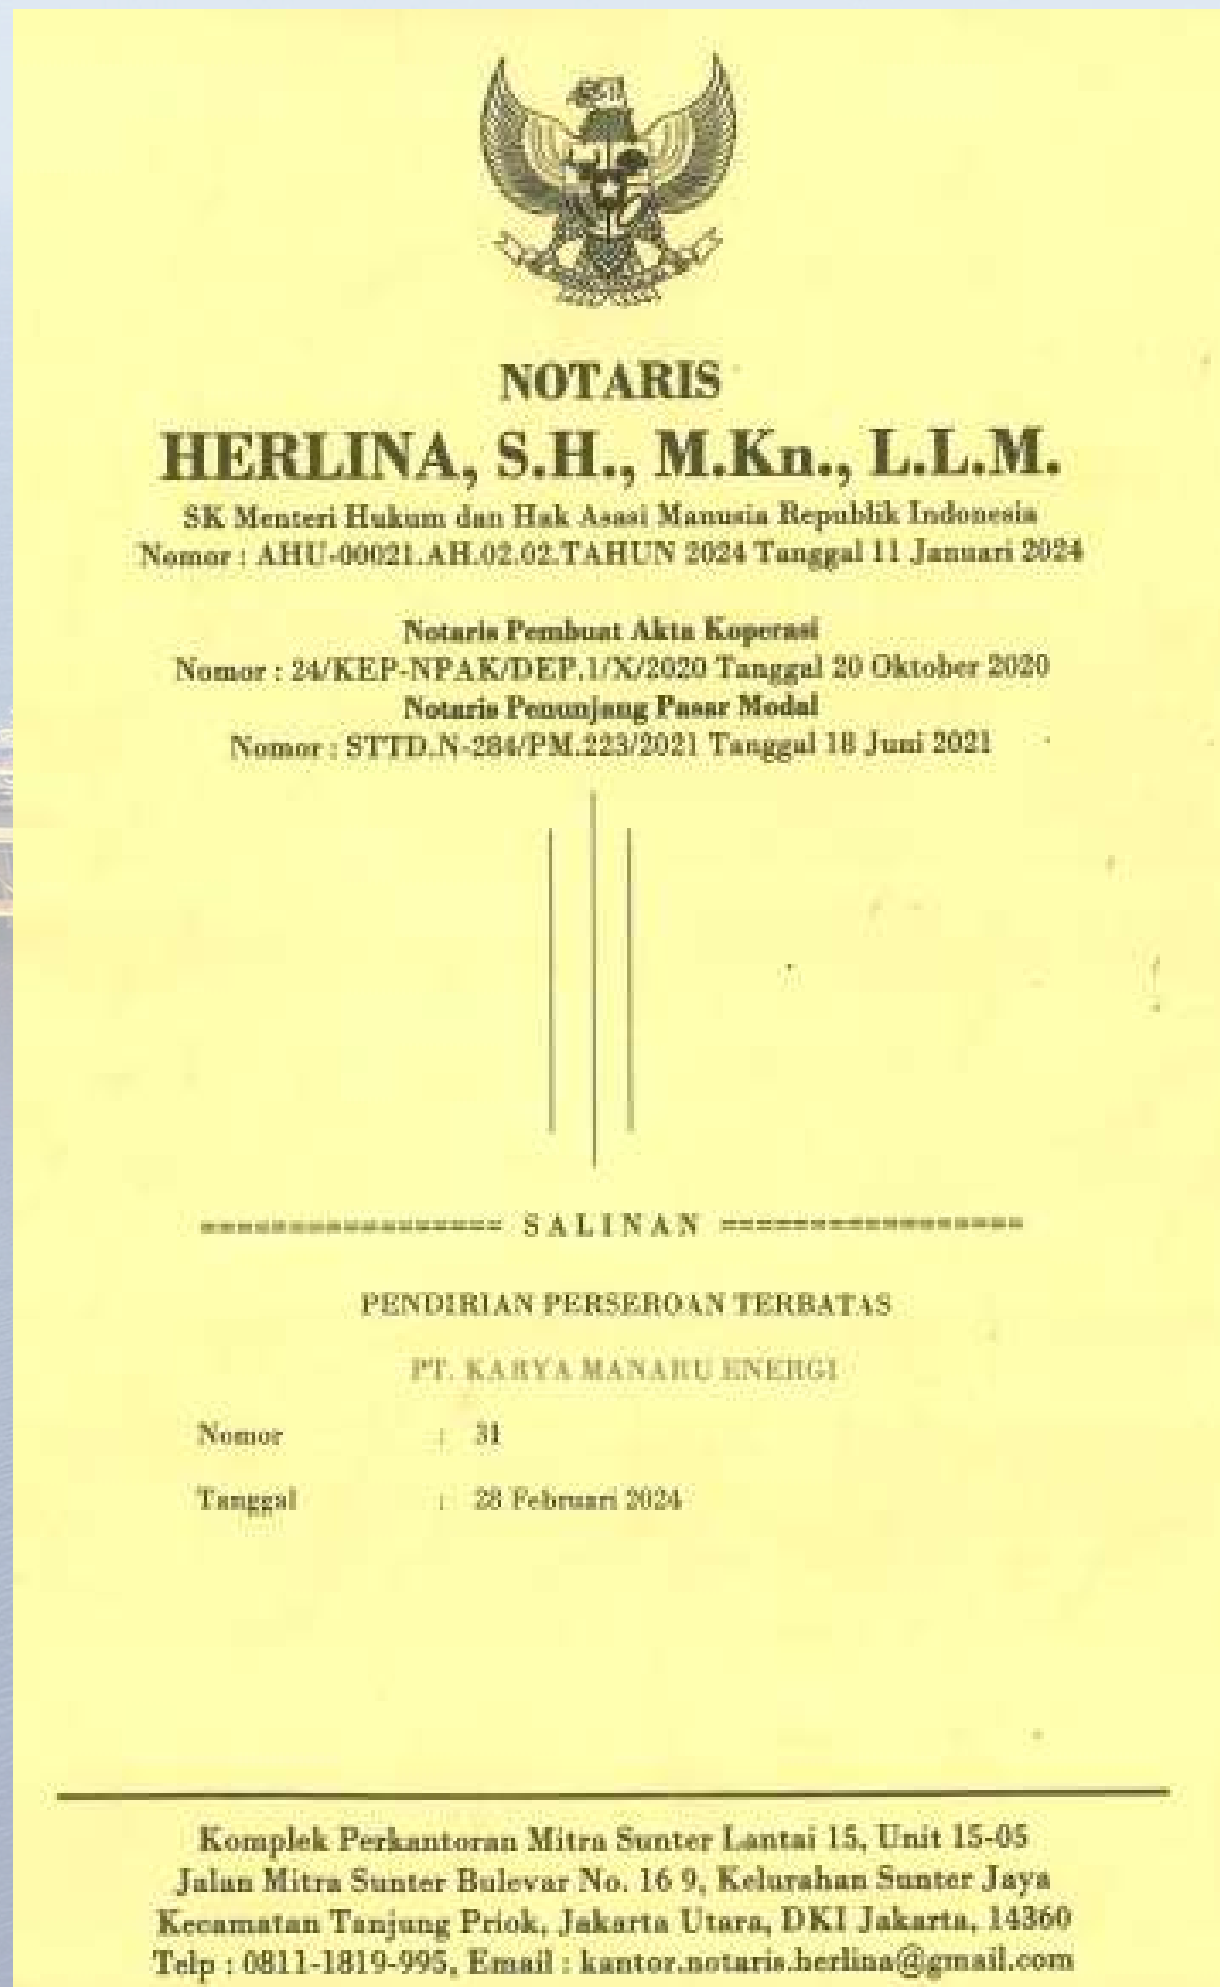 NOTARIS
HERLINA, S.H., M.Kn., L.L.M.
SK Menteri Hukum dan Hak Asasi Manusia Republik Indonesia
Nomor : AHU-00021.AH.02.02.TAHUN 2024 Tanggal 11 Januari 2024
Notaris Pembuat Akta Koperasi
Nomor : 24/KEP-NPAK/DEP.1/X/2020 Tanggal 20 Oktober 2020
Notaris Penunjang Pasar Modal
Nomor : STTD.N-284/PM.223/2021 Tanggal 18 Juni 2021
================== SALINAN ==================
PENDIRIAN PERSEROAN TERBATAS
PT. KARYA MANARU ENERGI
Nomor : 31
Tanggal : 28 Februari 2024
Komplek Perkantoran Mitra Sunter Lantai 15, Unit 15-05
Jalan Mitra Sunter Bulevar No. 16 9, Kelurahan Sunter Jaya
Kecamatan Tanjung Priok, Jakarta Utara, DKI Jakarta, 14360
Telp : 0811-1819-995, Email : kantor.notaris.herlina@gmail.com